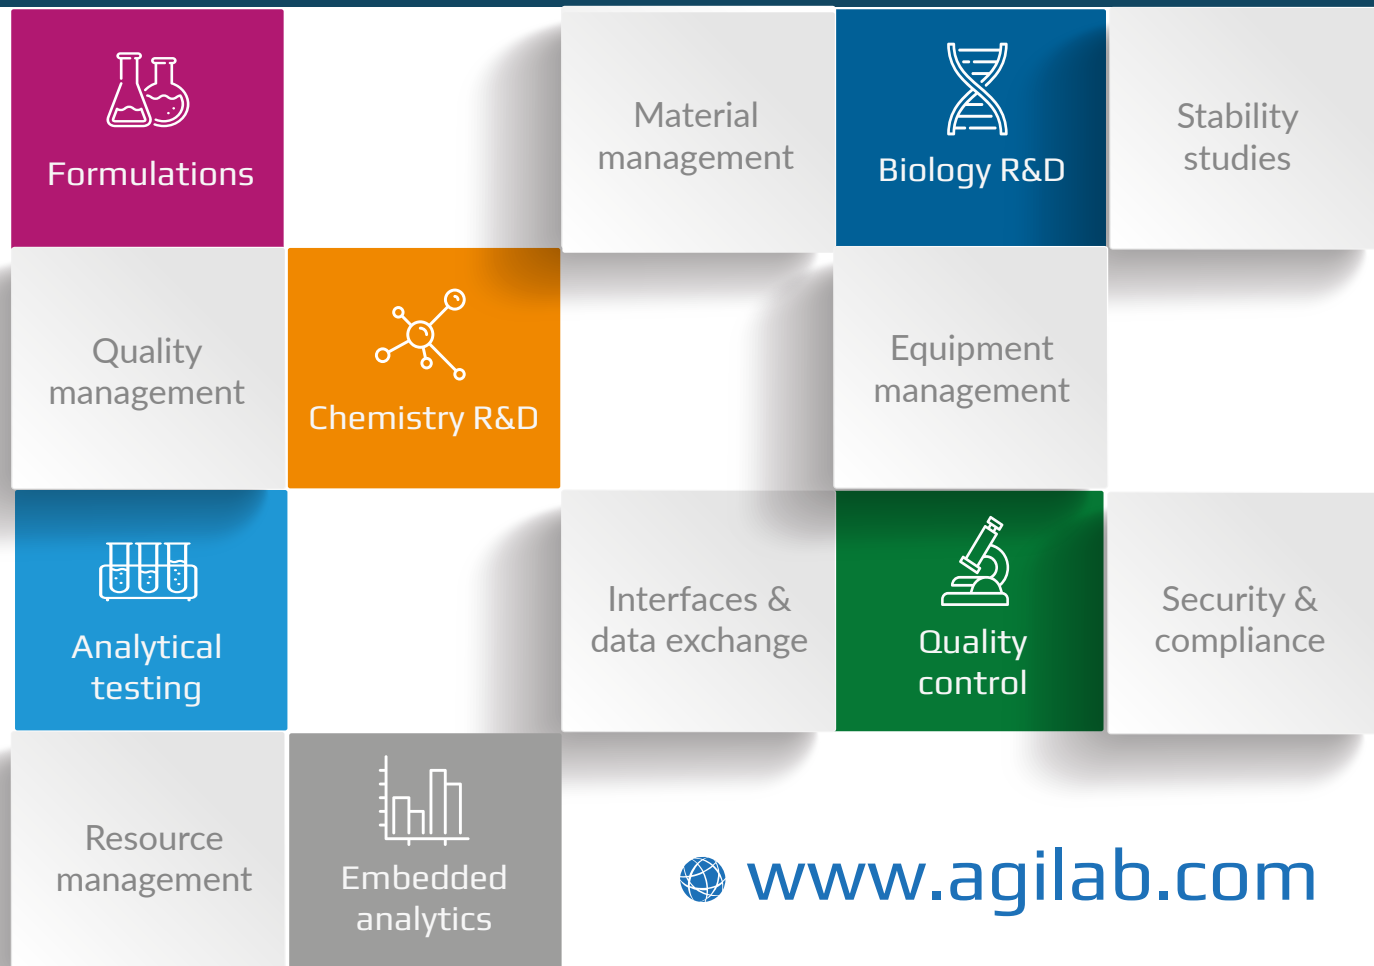 Formulations
Material
management
Biology R&D
Stability
studies
Quality
management
Chemistry R&D
Equipment
management
Analytical
testing
Interfaces &
data exchange
Quality
control
Security &
compliance
Resource
management
Embedded
analytics
www.agilab.com